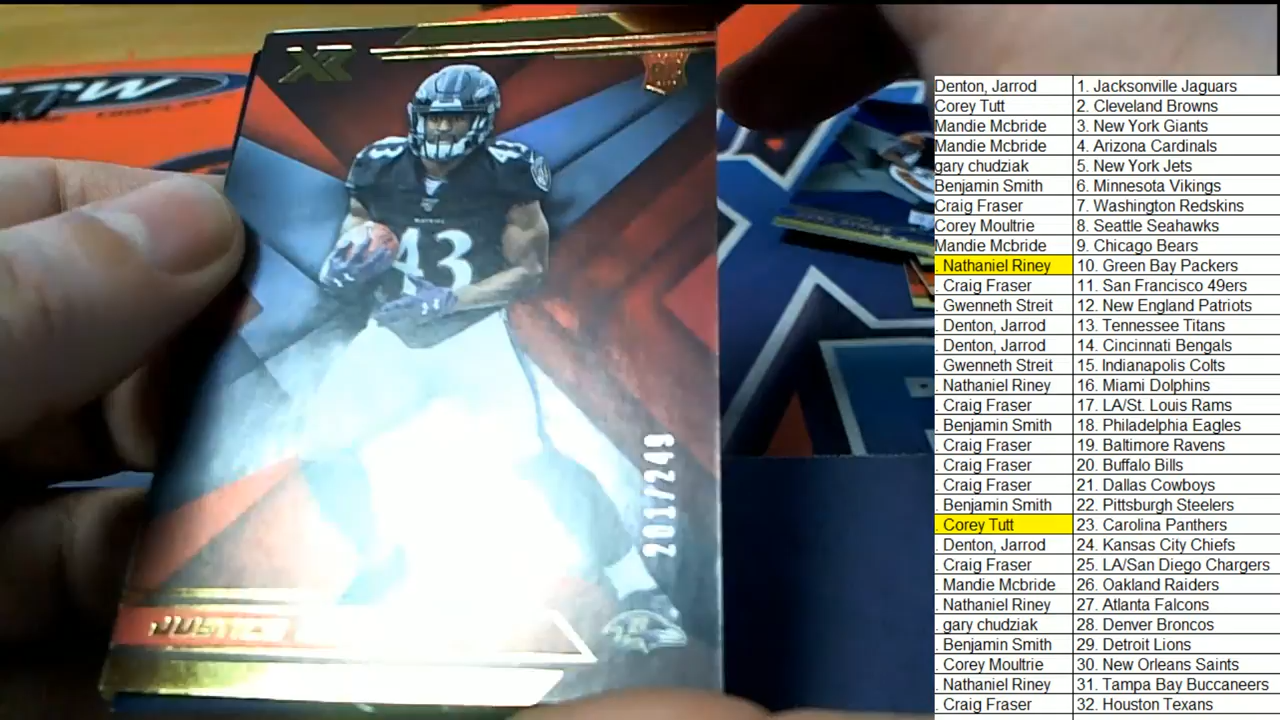 XR
43
43
43
201/249
JUSTICE
Denton, Jarrod 1. Jacksonville Jaguars
Corey Tutt 2. Cleveland Browns
Mandie Mcbride 3. New York Giants
Mandie Mcbride 4. Arizona Cardinals
gary chudziak 5. New York Jets
Benjamin Smith 6. Minnesota Vikings
Craig Fraser 7. Washington Redskins
Corey Moultrie 8. Seattle Seahawks
Mandie Mcbride 9. Chicago Bears
. Nathaniel Riney 10. Green Bay Packers
. Craig Fraser 11. San Francisco 49ers
. Gwenneth Streit 12. New England Patriots
. Denton, Jarrod 13. Tennessee Titans
. Denton, Jarrod 14. Cincinnati Bengals
. Gwenneth Streit 15. Indianapolis Colts
. Nathaniel Riney 16. Miami Dolphins
. Craig Fraser 17. LA/St. Louis Rams
. Benjamin Smith 18. Philadelphia Eagles
. Craig Fraser 19. Baltimore Ravens
. Craig Fraser 20. Buffalo Bills
. Craig Fraser 21. Dallas Cowboys
. Benjamin Smith 22. Pittsburgh Steelers
. Corey Tutt 23. Carolina Panthers
. Denton, Jarrod 24. Kansas City Chiefs
. Craig Fraser 25. LA/San Diego Chargers
. Mandie Mcbride 26. Oakland Raiders
. Nathaniel Riney 27. Atlanta Falcons
. gary chudziak 28. Denver Broncos
. Benjamin Smith 29. Detroit Lions
. Corey Moultrie 30. New Orleans Saints
. Nathaniel Riney 31. Tampa Bay Buccaneers
. Craig Fraser 32. Houston Texans